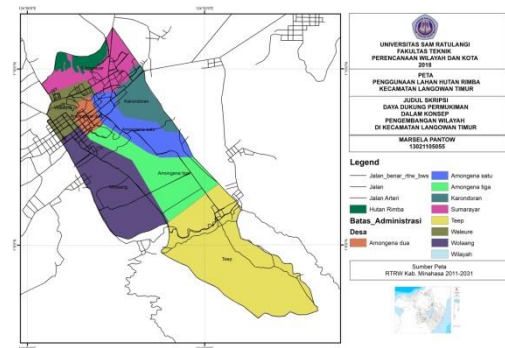 UNIVERSITAS SAM RATULANGI
FAKULTAS TEKNIK
PERENCANAAN WILAYAH DAN KOTA
2018
PETA
PENGGUNAAN LAHAN HUTAN RIMBA
KECAMATAN LANGOWAN TIMUR
JUDUL SKRIPSI
DAYA DUKUNG PERMUKIMAN
DALAM KONSEP
PENGEMBANGAN WILAYAH
DI KECAMATAN LANGOWAN TIMUR
MARSELA PANTOW
13021105055
Legend
Jalan_benar_rtrw_bws
Jalan
Jalan Arteri
Hutan Rimba
Batas_Administrasi
Desa
Amongena dua
Amongena satu
Amongena tiga
Karondoran
Sumarayar
Teep
Waleure
Wolaang
Wilayah
Sumber Peta
RTRW Kab. Minahasa 2011-2031
Karondoran
Amongena satu
Amongena tiga
Wolaang
Teep